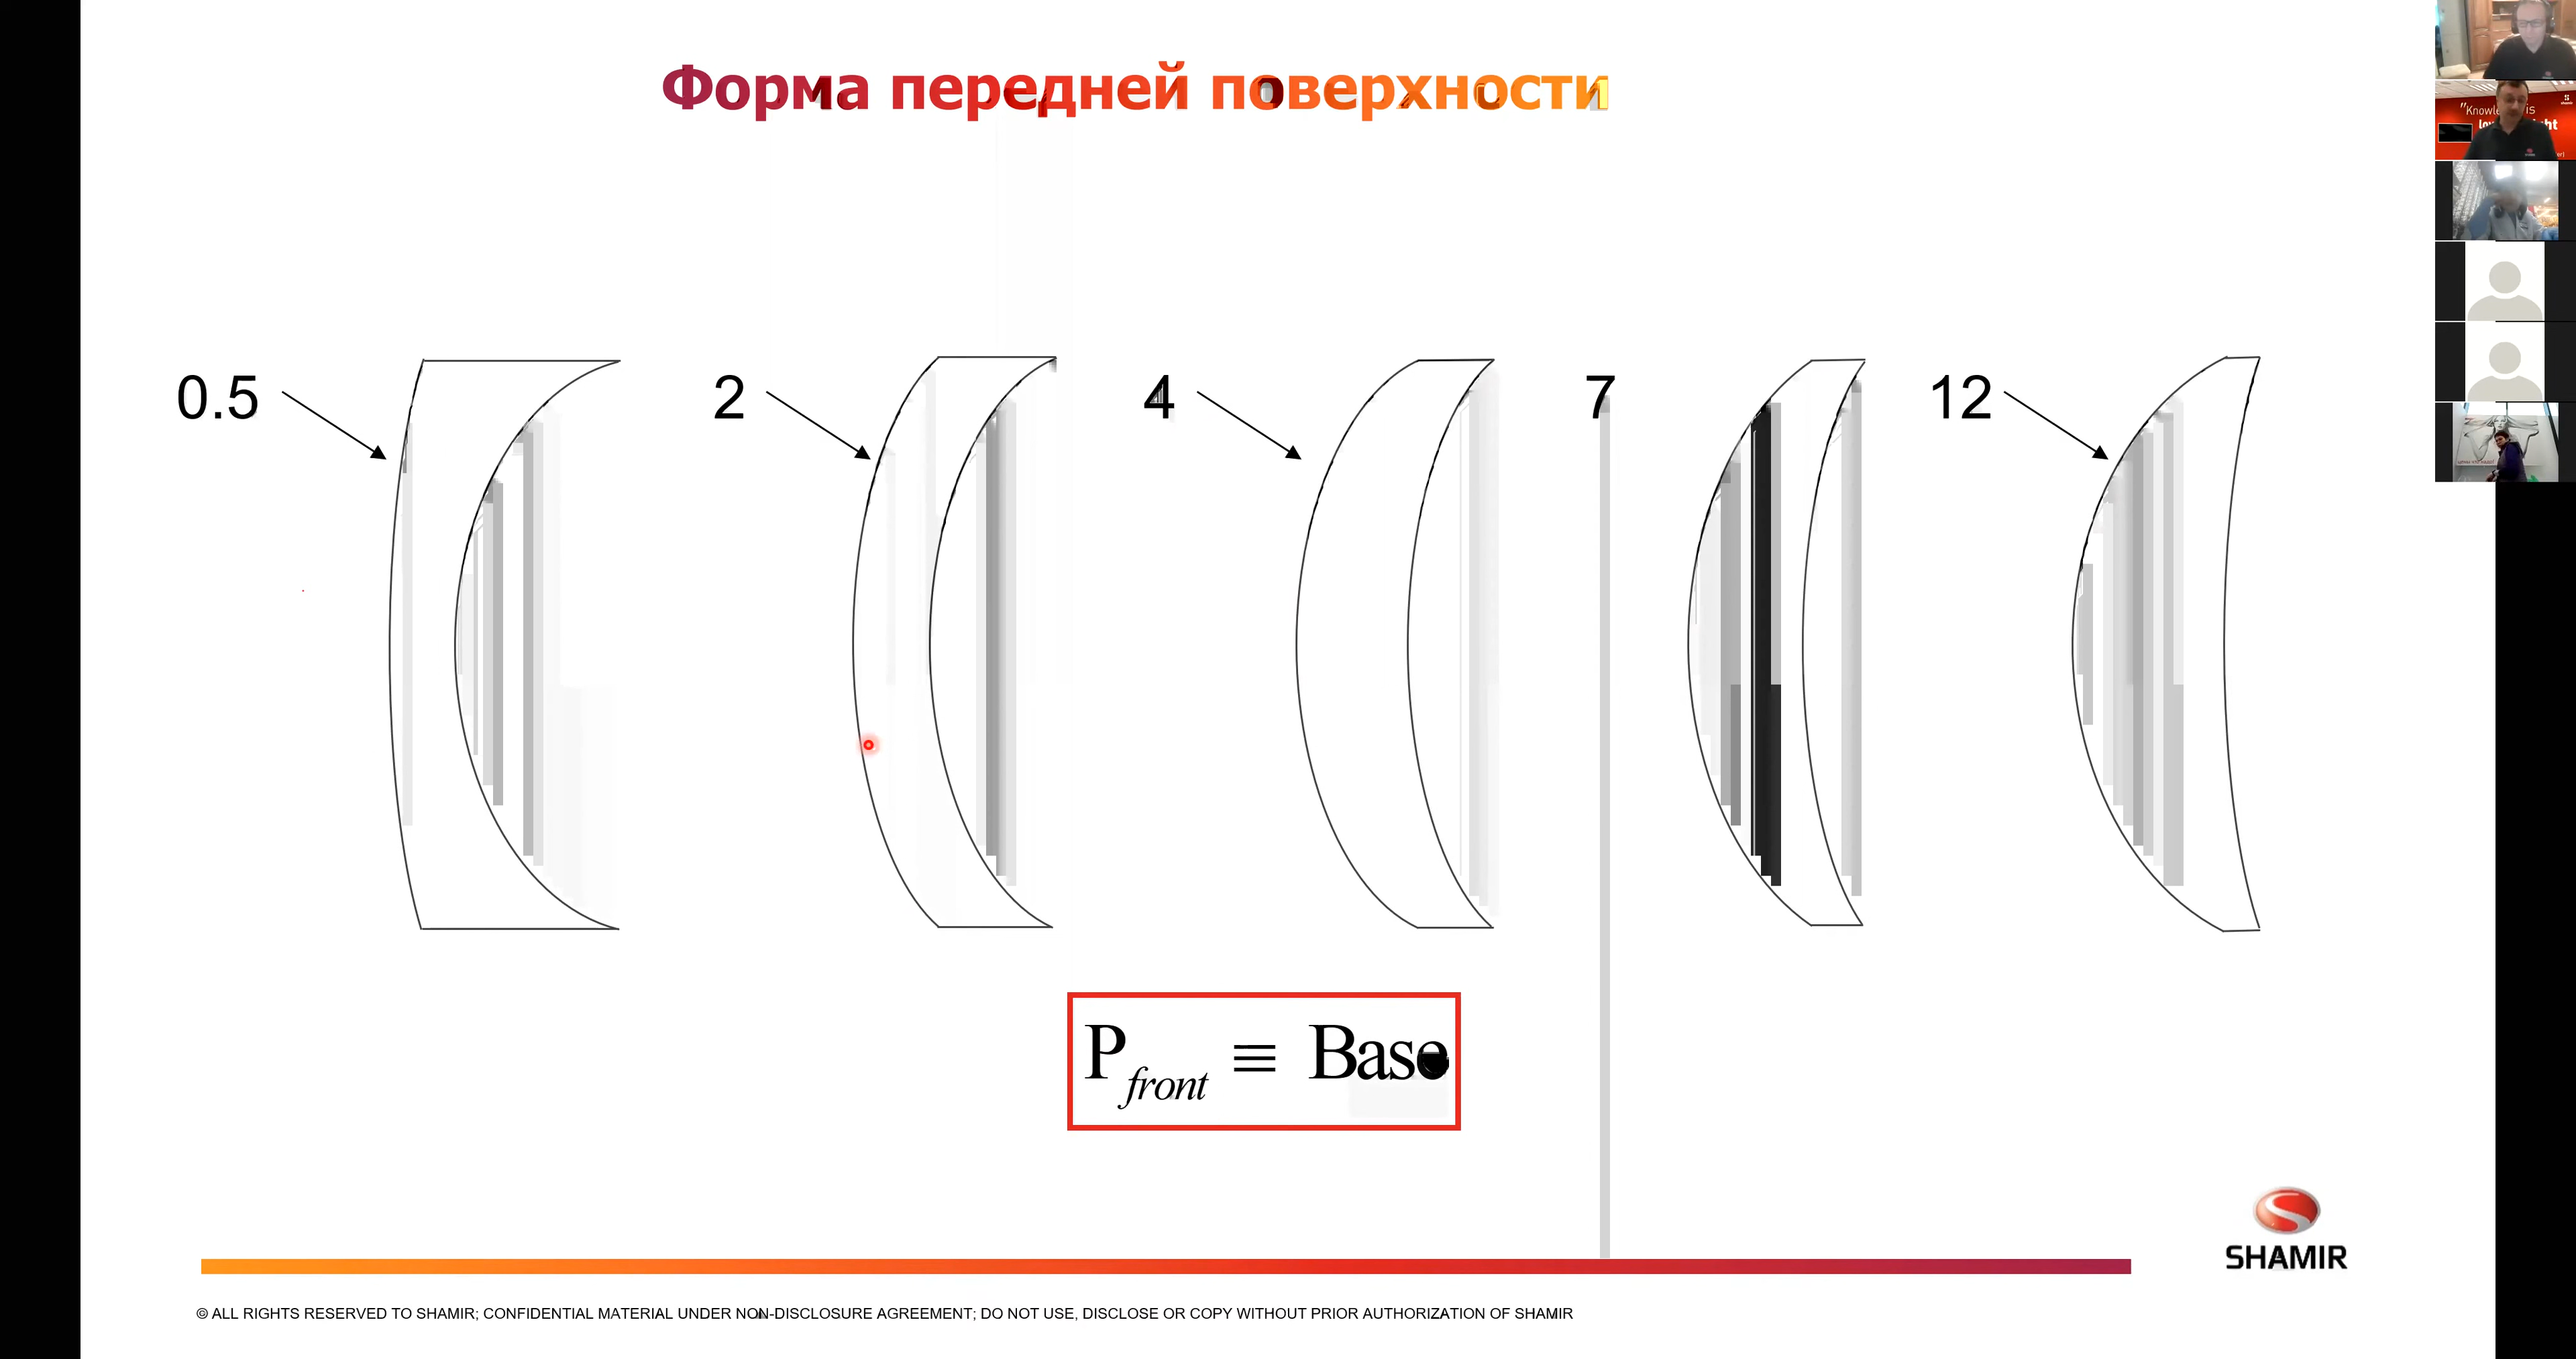 Форма передней поверхности
0.5
2
4
7
12
P front ≡ Base
SHAMIR
© ALL RIGHTS RESERVED TO SHAMIR; CONFIDENTIAL MATERIAL UNDER NON-DISCLOSURE AGREEMENT; DO NOT USE, DISCLOSE OR COPY WITHOUT PRIOR AUTHORIZATION OF SHAMIR